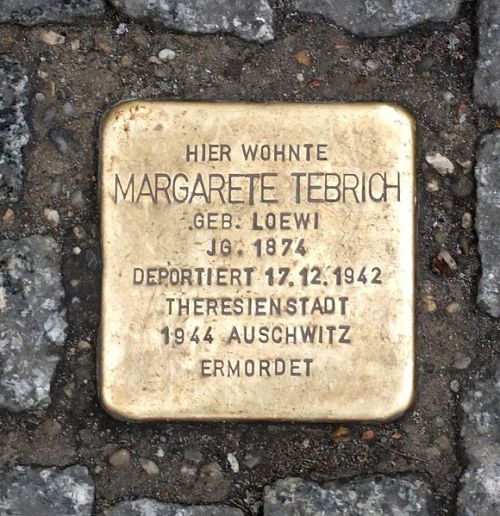 HIER WOHNTE
MARGARETE TEBRICH
GEB. LOEWI
JG. 1874
DEPORTIERT 17.12.1942
THERESIENSTADT
1944 AUSCHWITZ
ERMORDET